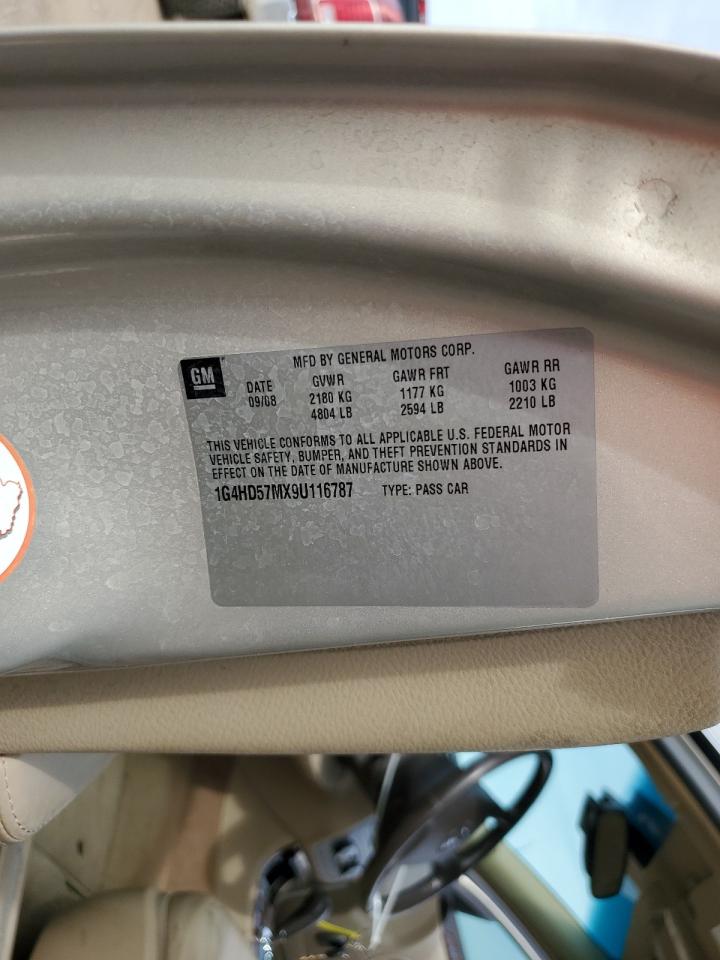 GM
MFD BY GENERAL MOTORS CORP.
DATE GVWR GAWR FRT GAWR RR
09/08 2180 KG 1177 KG 1003 KG
4804 LB 2594 LB 2210 LB
THIS VEHICLE CONFORMS TO ALL APPLICABLE U.S. FEDERAL MOTOR
VEHICLE SAFETY, BUMPER, AND THEFT PREVENTION STANDARDS IN
EFFECT ON THE DATE OF MANUFACTURE SHOWN ABOVE.
1G4HD57MX9U116787 TYPE: PASS CAR